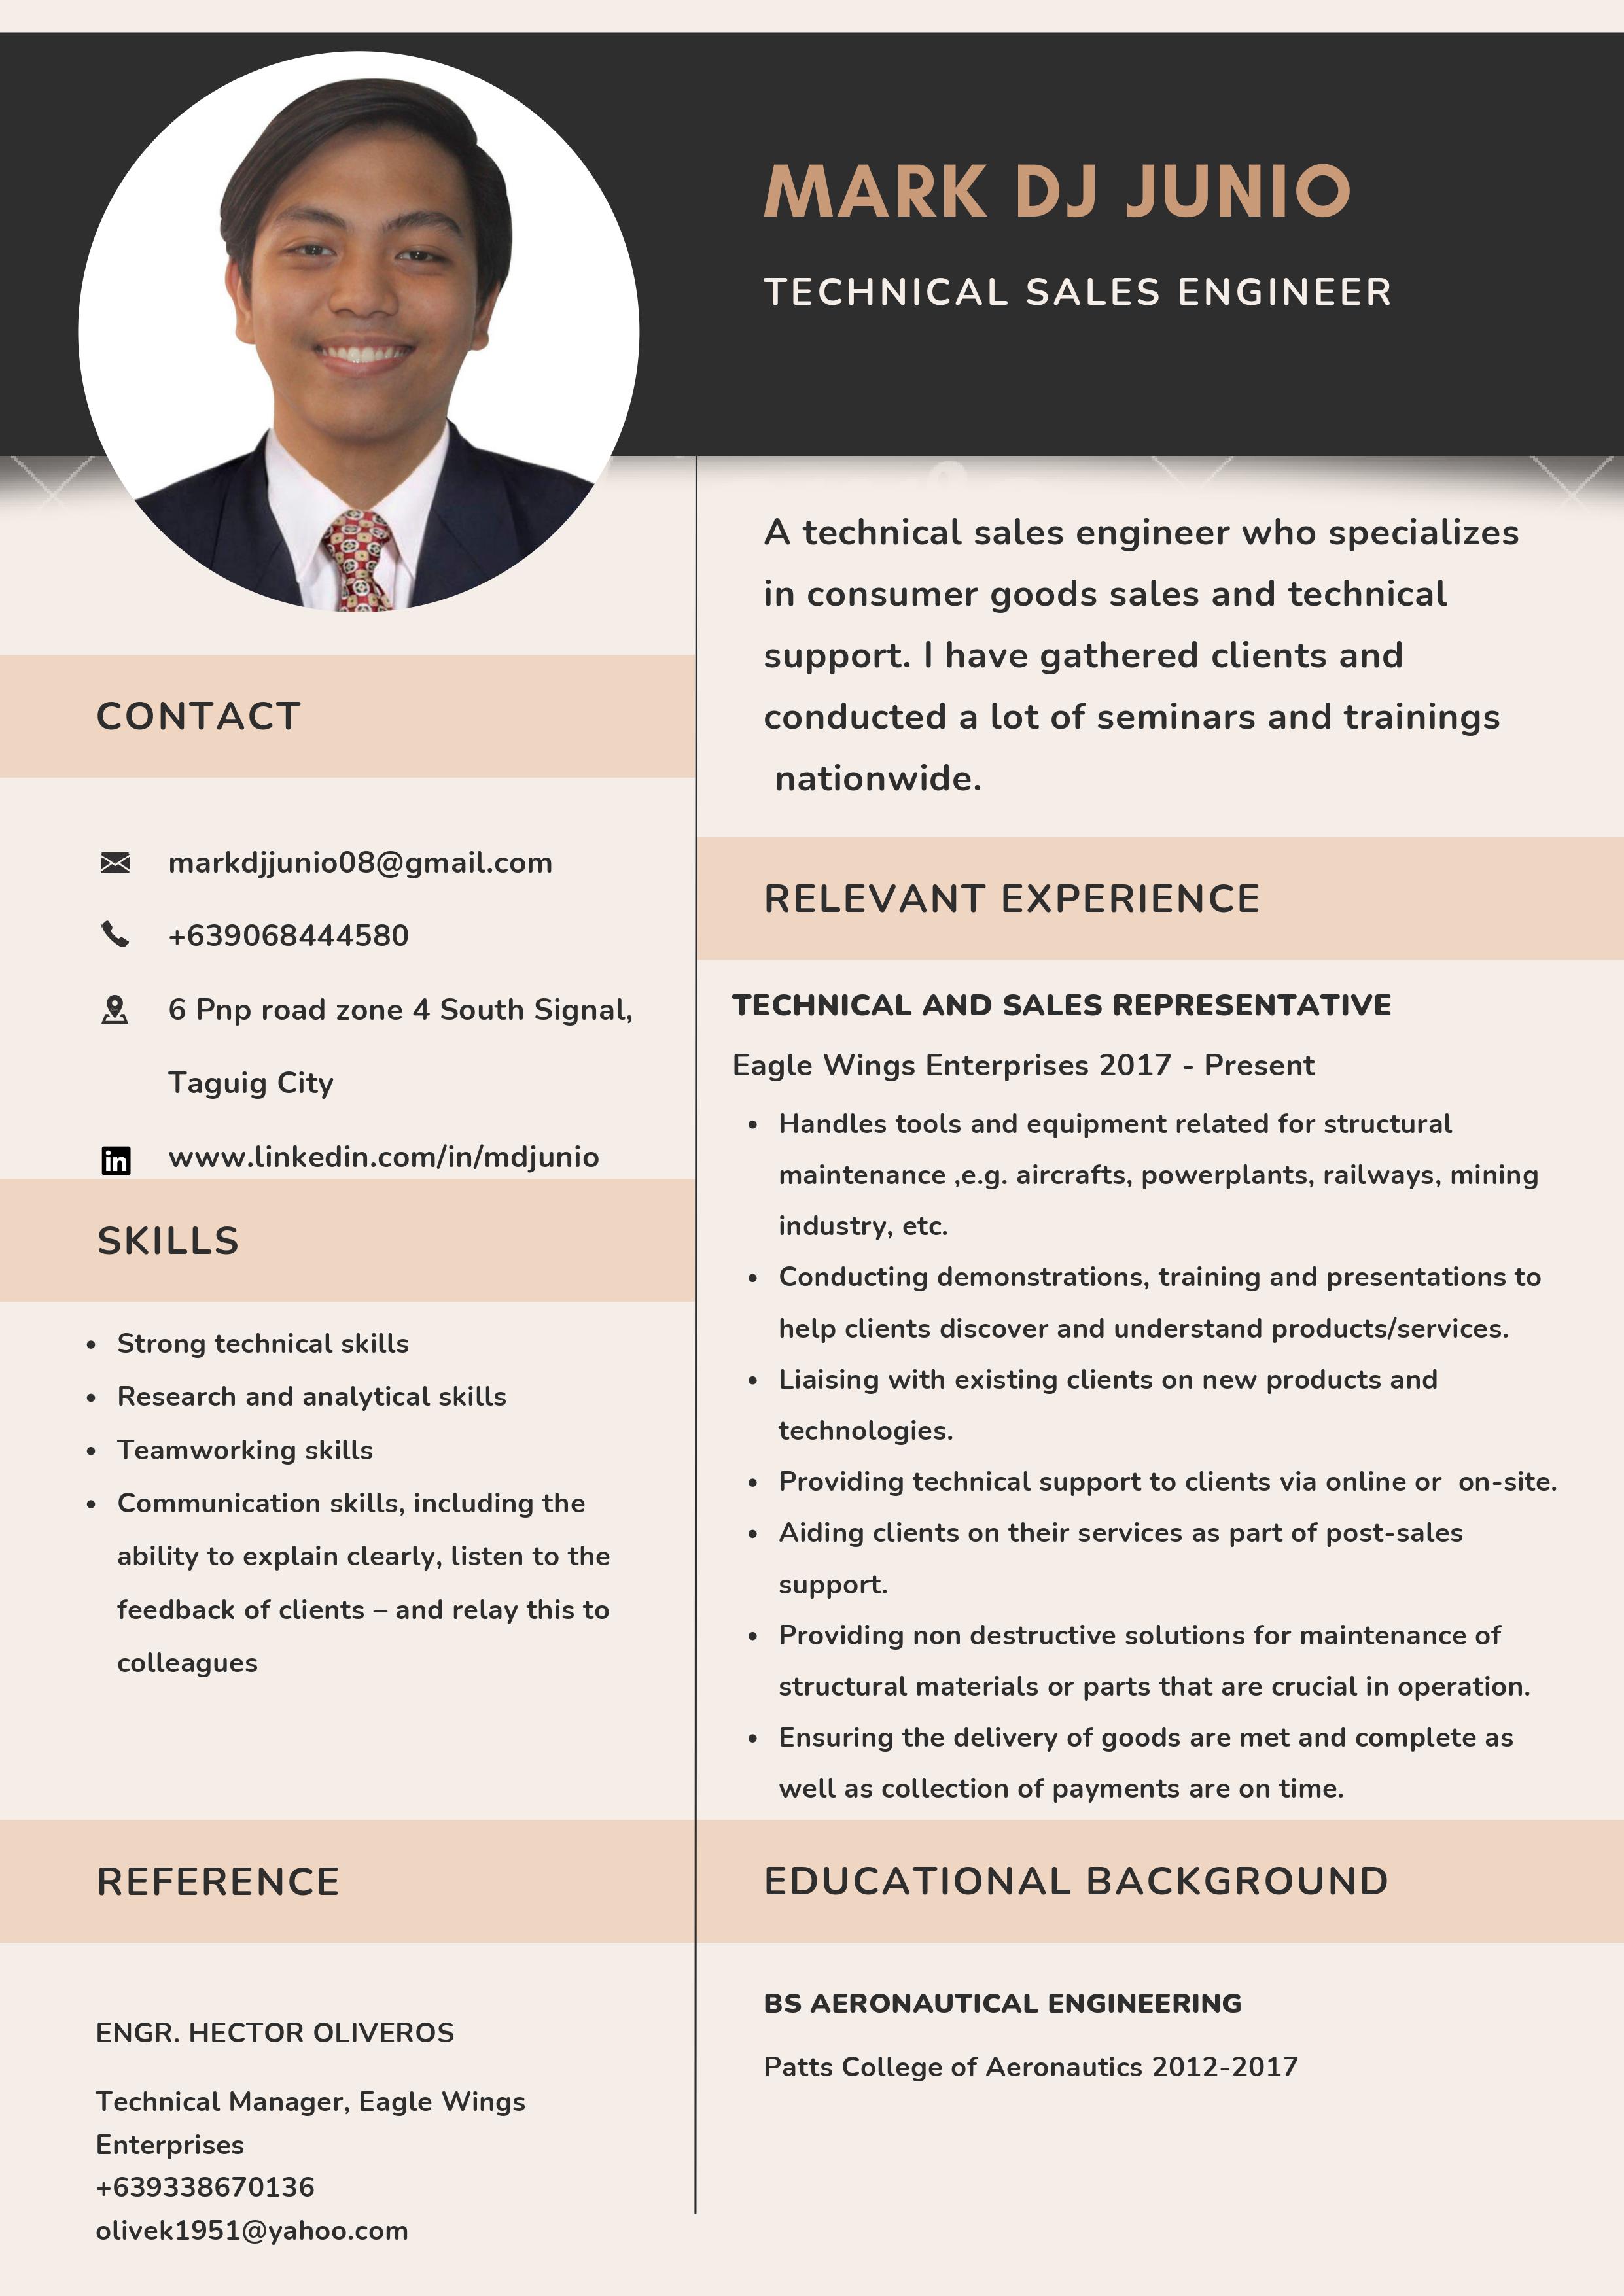 MARK DJ JUNIO
TECHNICAL SALES ENGINEER
A technical sales engineer who specializes
in consumer goods sales and technical
support. I have gathered clients and
conducted a lot of seminars and trainings
nationwide.
CONTACT
markdjjunio08@gmail.com
+639068444580
6 Pnp road zone 4 South Signal,
Taguig City
in
www.linkedin.com/in/mdjunio
SKILLS
Strong technical skills
Research and analytical skills
Teamworking skills
Communication skills, including the
ability to explain clearly, listen to the
feedback of clients – and relay this to
colleagues
REFERENCE
ENGR. HECTOR OLIVEROS
Technical Manager, Eagle Wings
Enterprises
+639338670136
olivek1951@yahoo.com
RELEVANT EXPERIENCE
TECHNICAL AND SALES REPRESENTATIVE
Eagle Wings Enterprises 2017 - Present
Handles tools and equipment related for structural
maintenance ,e.g. aircrafts, powerplants, railways, mining
industry, etc.
Conducting demonstrations, training and presentations to
help clients discover and understand products/services.
Liaising with existing clients on new products and
technologies.
Providing technical support to clients via online or  on-site.
Aiding clients on their services as part of post-sales
support.
Providing non destructive solutions for maintenance of
structural materials or parts that are crucial in operation.
Ensuring the delivery of goods are met and complete as
well as collection of payments are on time.
EDUCATIONAL BACKGROUND
BS AERONAUTICAL ENGINEERING
Patts College of Aeronautics 2012-2017